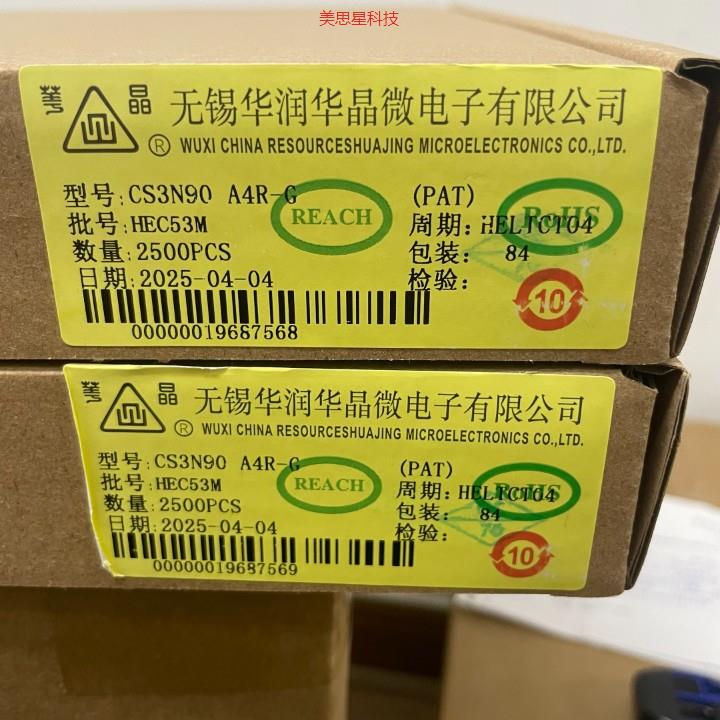 美思星科技
华 晶
无锡华润华晶微电子有限公司
® WUXI CHINA RESOURCESHUAJING MICROELECTRONICS CO.,LTD.
型号: CS3N90 A4R-G (PAT)
批号: HEC53M REACH 周期: HELTCT04 RoHS
数量: 2500PCS 包装: 84
日期: 2025-04-04 检验: 10
00000019687568
华 晶
无锡华润华晶微电子有限公司
® WUXI CHINA RESOURCESHUAJING MICROELECTRONICS CO.,LTD.
型号: CS3N90 A4R-G (PAT)
批号: HEC53M REACH 周期: HELTCT04 RoHS
数量: 2500PCS 包装: 84
日期: 2025-04-04 检验: 10
00000019687569